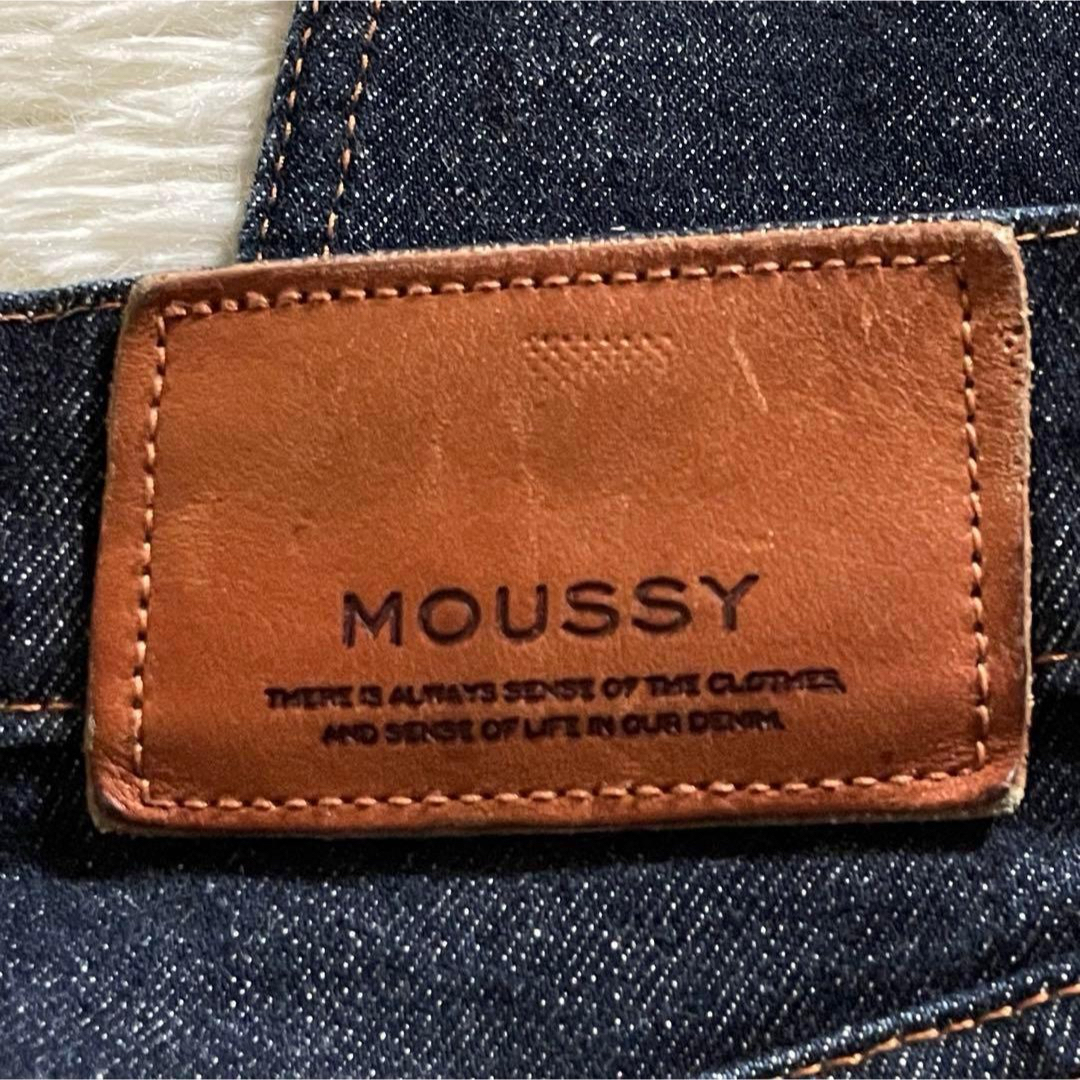 MOUSSY
THERE IS ALWAYS SENSE OF THE CLOTHES,
AND SENSE OF LIFE IN OUR DENIM.